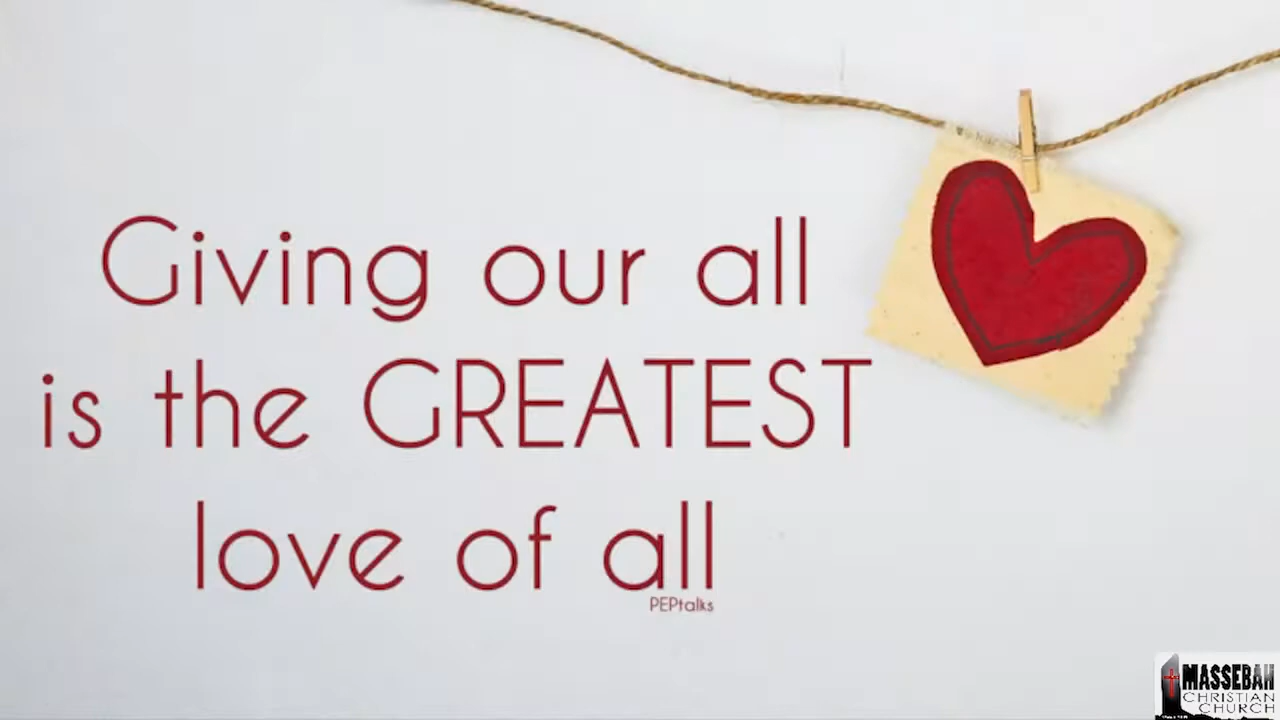 Giving our all
is the GREATEST
love of all
PEPtalks
MASSEBAH
CHRISTIAN
CHURCH